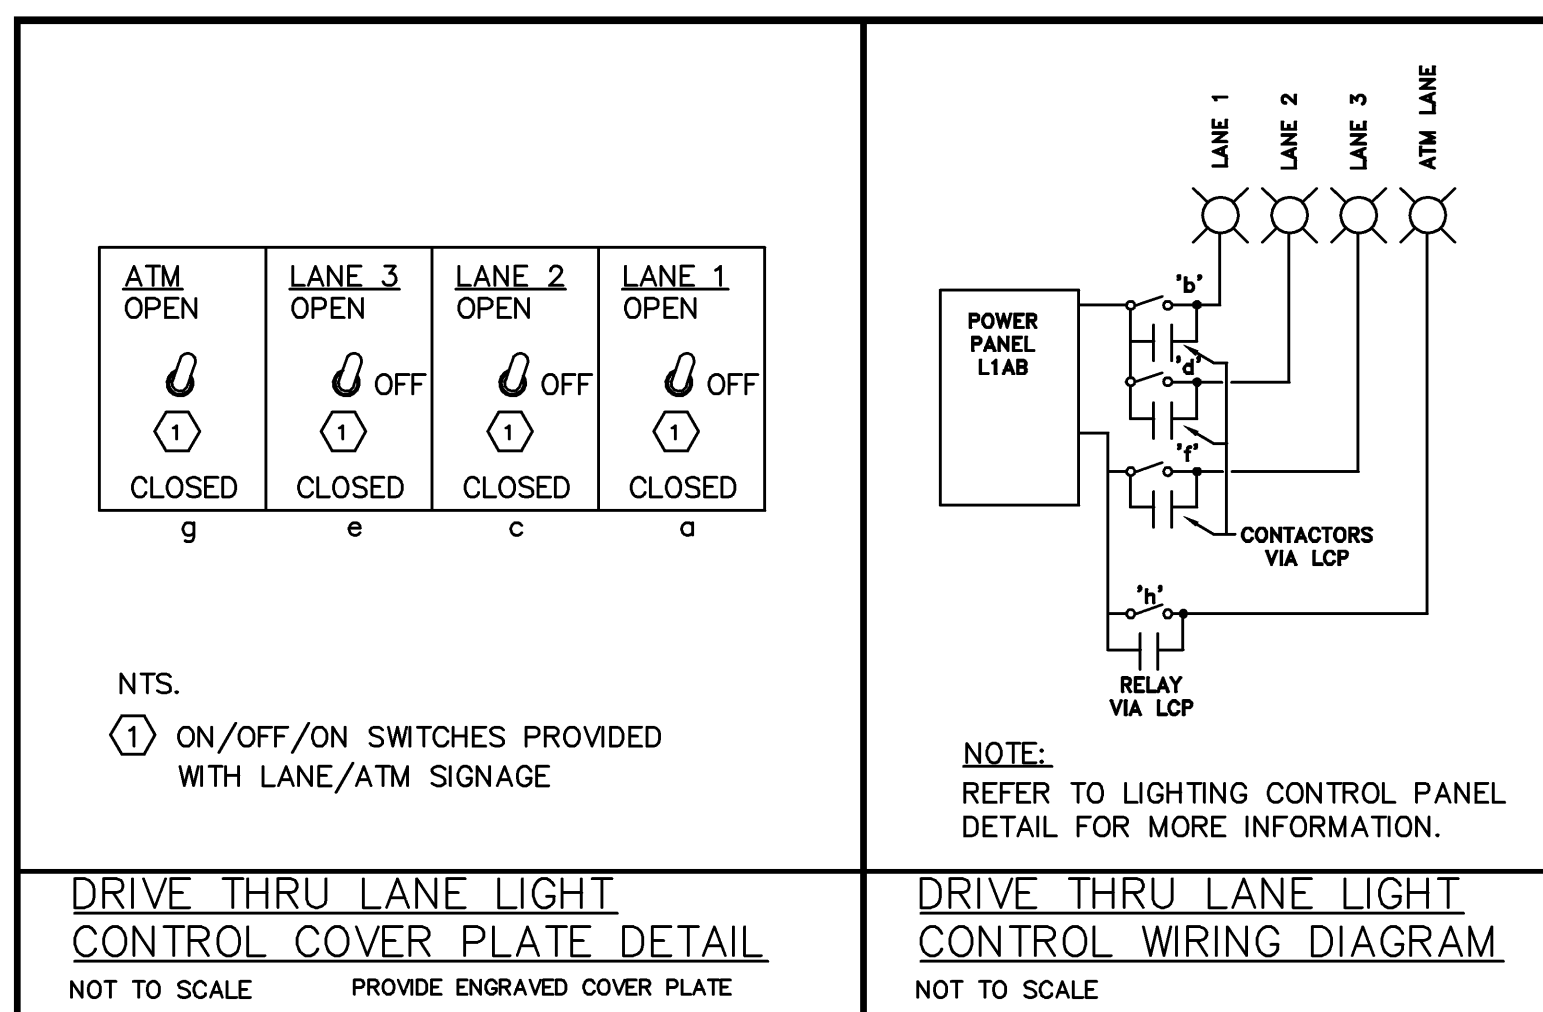 ATM
OPEN
CLOSED
g
LANE 3
OPEN
OFF
1
CLOSED
e
LANE 2
OPEN
OFF
1
CLOSED
c
LANE 1
OPEN
OFF
1
CLOSED
a
1
NTS.
1 ON/OFF/ON SWITCHES PROVIDED
WITH LANE/ATM SIGNAGE
DRIVE THRU LANE LIGHT
CONTROL COVER PLATE DETAIL
NOT TO SCALE PROVIDE ENGRAVED COVER PLATE
LANE 1
LANE 2
LANE 3
ATM LANE
POWER
PANEL
L1AB
'b'
'd'
'f'
CONTACTORS
VIA LCP
'h'
RELAY
VIA LCP
NOTE:
REFER TO LIGHTING CONTROL PANEL
DETAIL FOR MORE INFORMATION.
DRIVE THRU LANE LIGHT
CONTROL WIRING DIAGRAM
NOT TO SCALE